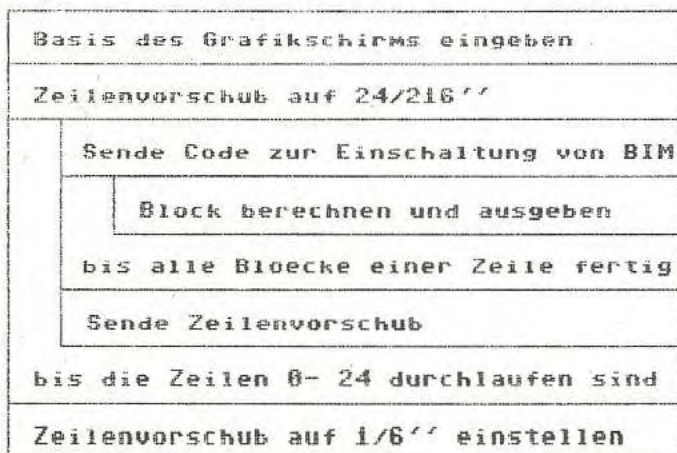 Basis des Grafikschirms eingeben
Zeilenvorschub auf 24/216''
Sende Code zur Einschaltung von BIM
Block berechnen und ausgeben
bis alle Bloecke einer Zeile fertig
Sende Zeilenvorschub
bis die Zeilen 0- 24 durchlaufen sind
Zeilenvorschub auf 1/6'' einstellen